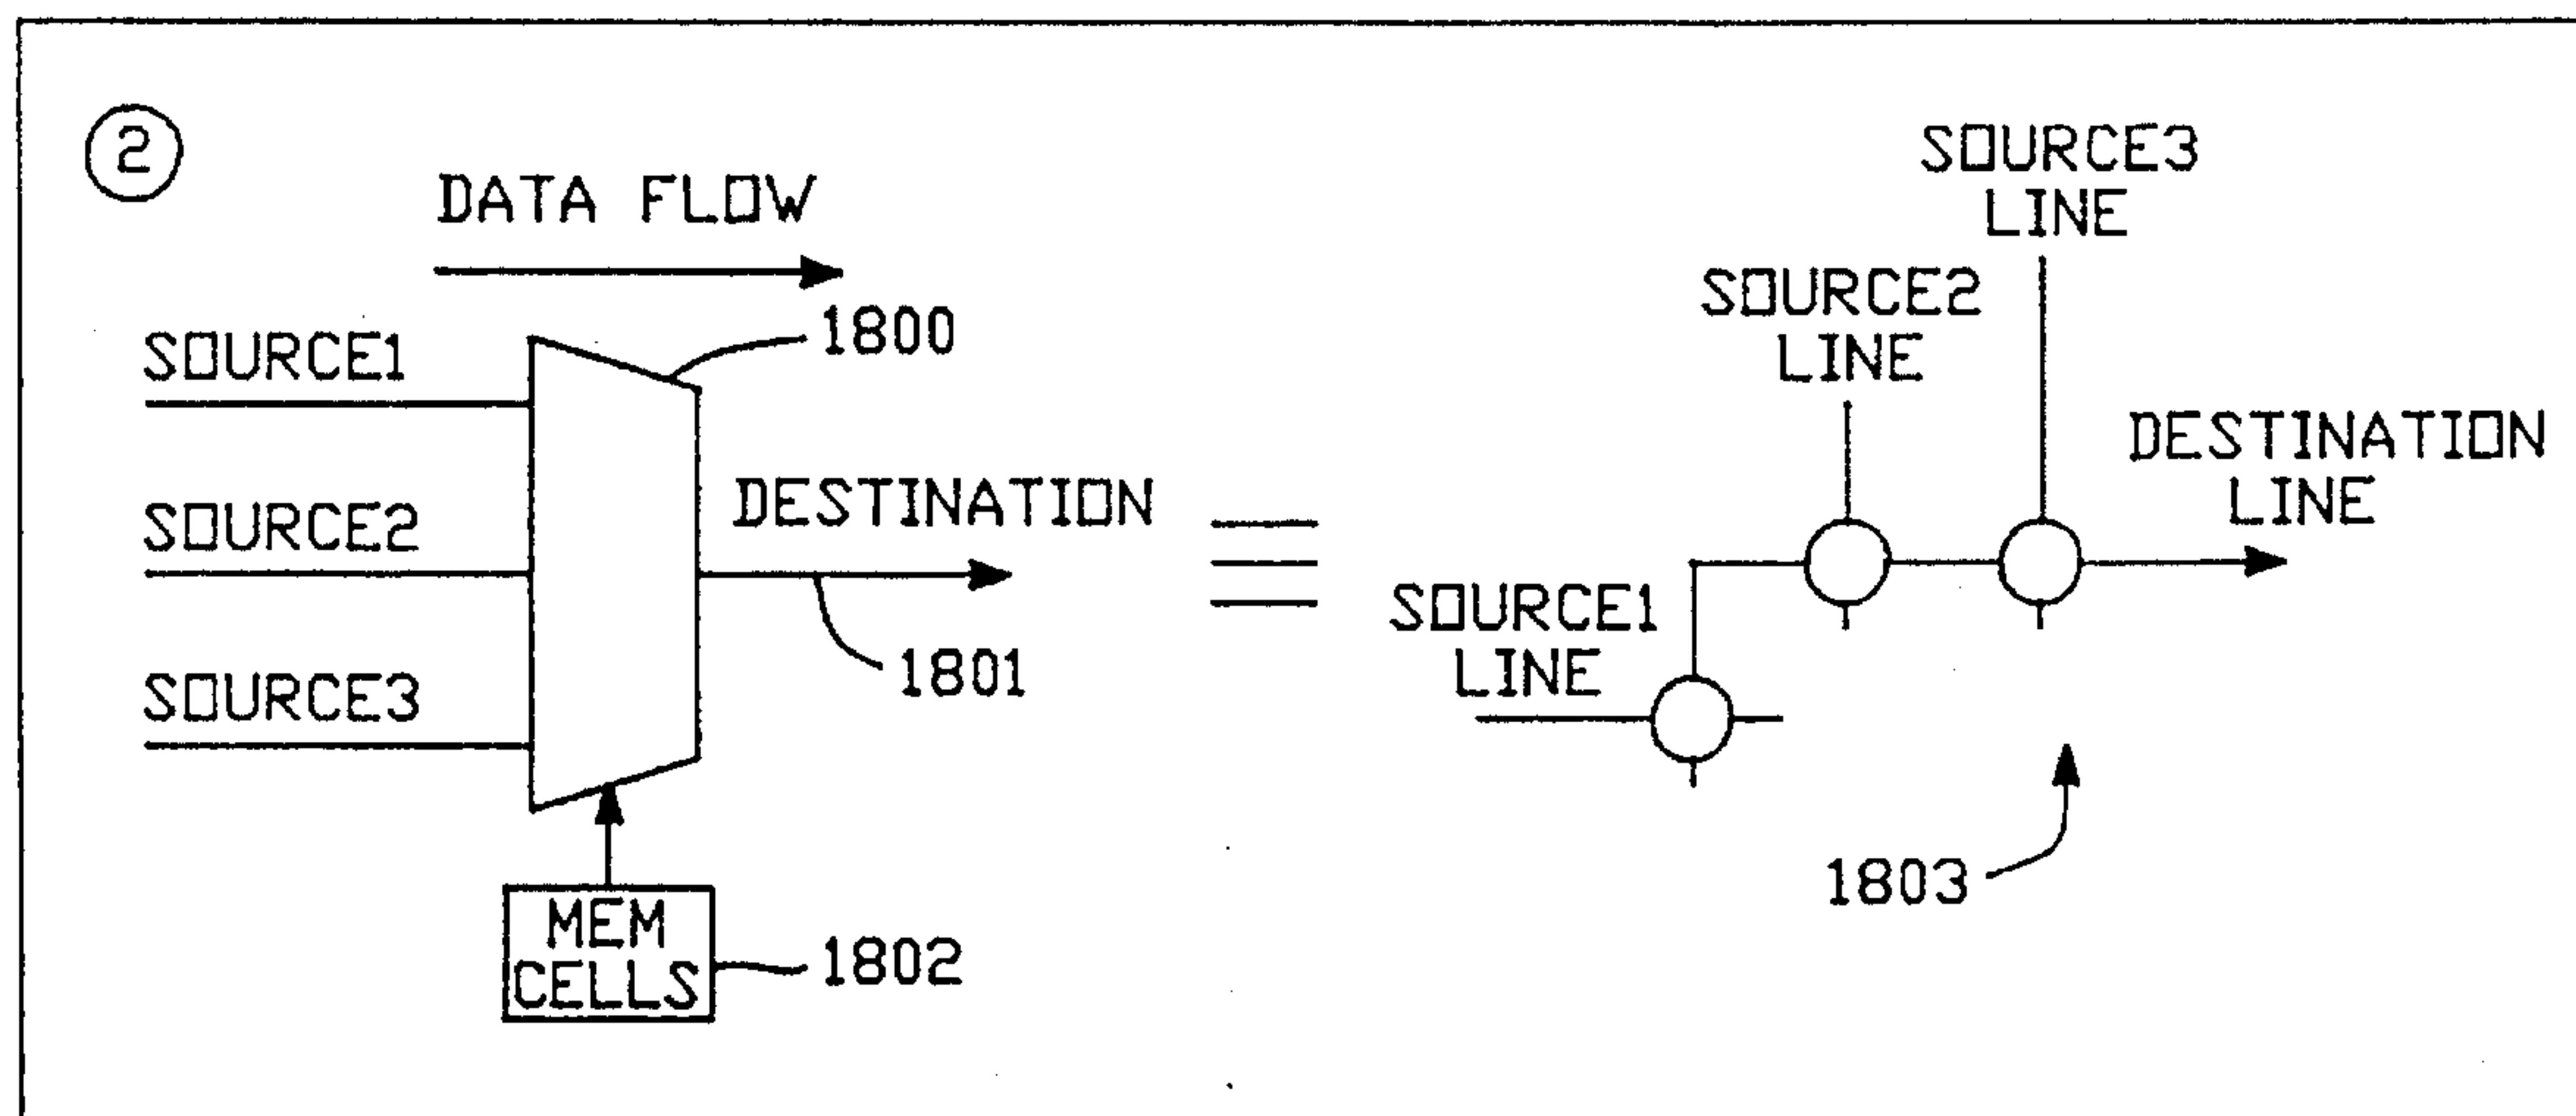 2
DATA FLOW
1800
SOURCE1
SOURCE2
SOURCE3
DESTINATION
1801
MEM
CELLS
1802
SOURCE3
LINE
SOURCE2
LINE
DESTINATION
LINE
SOURCE1
LINE
1803